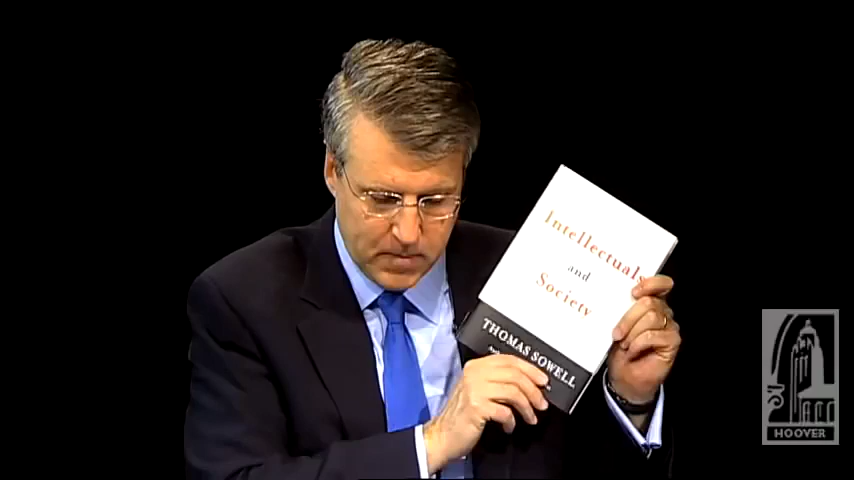 Intellectuals
and
Society
THOMAS SOWELL
HOOVER